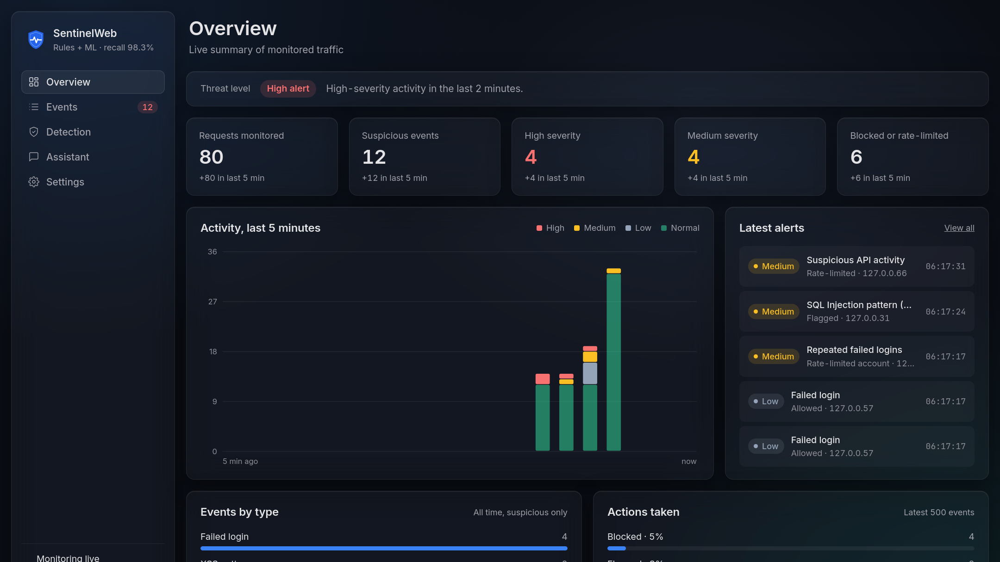 SentinelWeb
Rules + ML · recall 98.3%
Overview
Events 12
Detection
Assistant
Settings
Monitoring live
Overview
Live summary of monitored traffic
Threat level High alert High-severity activity in the last 2 minutes.
Requests monitored
80
+80 in last 5 min
Suspicious events
12
+12 in last 5 min
High severity
4
+4 in last 5 min
Medium severity
4
+4 in last 5 min
Blocked or rate-limited
6
+6 in last 5 min
Activity, last 5 minutes
High Medium Low Normal
36
27
18
9
0
5 min ago now
Latest alerts View all
Medium Suspicious API activity 06:17:31
Rate-limited · 127.0.0.66
Medium SQL Injection pattern (... 06:17:24
Flagged · 127.0.0.31
Medium Repeated failed logins 06:17:17
Rate-limited account · 12...
Low Failed login 06:17:17
Allowed · 127.0.0.57
Low Failed login 06:17:17
Allowed · 127.0.0.57
Events by type All time, suspicious only
Failed login 4
Actions taken Latest 500 events
Blocked · 5% 4